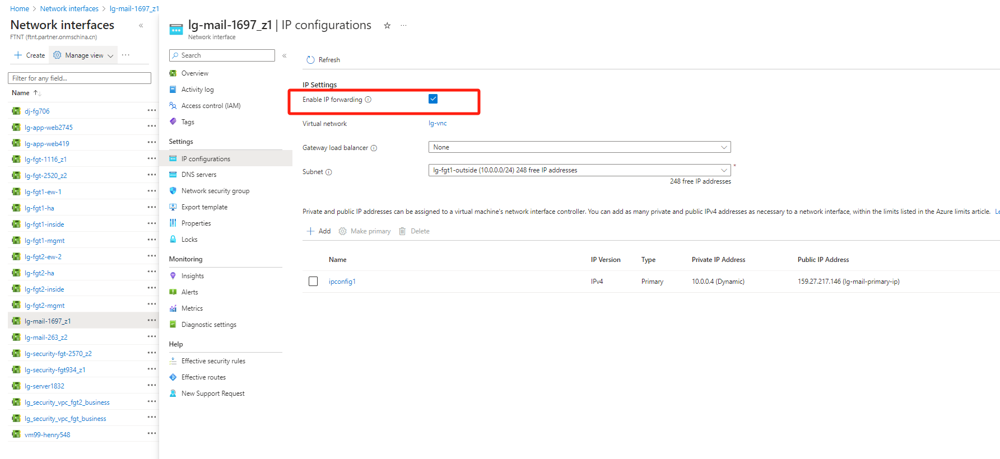 Home > Network interfaces > lg-mail-1697_z1
Network interfaces «
FTNT (ftnt.partner.onmschina.cn)
Create Manage view ...
Filter for any field...
Name ↑↓
dj-fg706 ...
lg-app-web2745 ...
lg-app-web419 ...
lg-fgt-1116_z1 ...
lg-fgt-2520_z2 ...
lg-fgt1-ew-1 ...
lg-fgt1-ha ...
lg-fgt1-inside ...
lg-fgt1-mgmt ...
lg-fgt2-ew-2 ...
lg-fgt2-ha ...
lg-fgt2-inside ...
lg-fgt2-mgmt ...
lg-mail-1697_z1 ...
lg-mail-263_z2 ...
lg-security-fgt-2570_z2 ...
lg-security-fgt934_z1 ...
lg-server1832 ...
lg_security_vpc_fgt2_business ...
lg_security_vpc_fgt_business ...
vm99-henry548 ...
lg-mail-1697_z1 | IP configurations ...
Network interface
Search «
Overview
Activity log
Access control (IAM)
Tags
Settings
IP configurations
DNS servers
Network security group
Export template
Properties
Locks
Monitoring
Insights
Alerts
Metrics
Diagnostic settings
Help
Effective security rules
Effective routes
New Support Request
Refresh
IP Settings
Enable IP forwarding
Virtual network lg-vnc
Gateway load balancer None
Subnet lg-fgt1-outside (10.0.0.0/24) 248 free IP addresses *
248 free IP addresses
Private and public IP addresses can be assigned to a virtual machine's network interface controller. You can add as many private and public IPv4 addresses as necessary to a network interface, within the limits listed in the Azure limits article. Le
Add Make primary Delete
Name IP Version Type Private IP Address Public IP Address
ipconfig1 IPv4 Primary 10.0.0.4 (Dynamic) 159.27.217.146 (lg-mail-primary-ip)